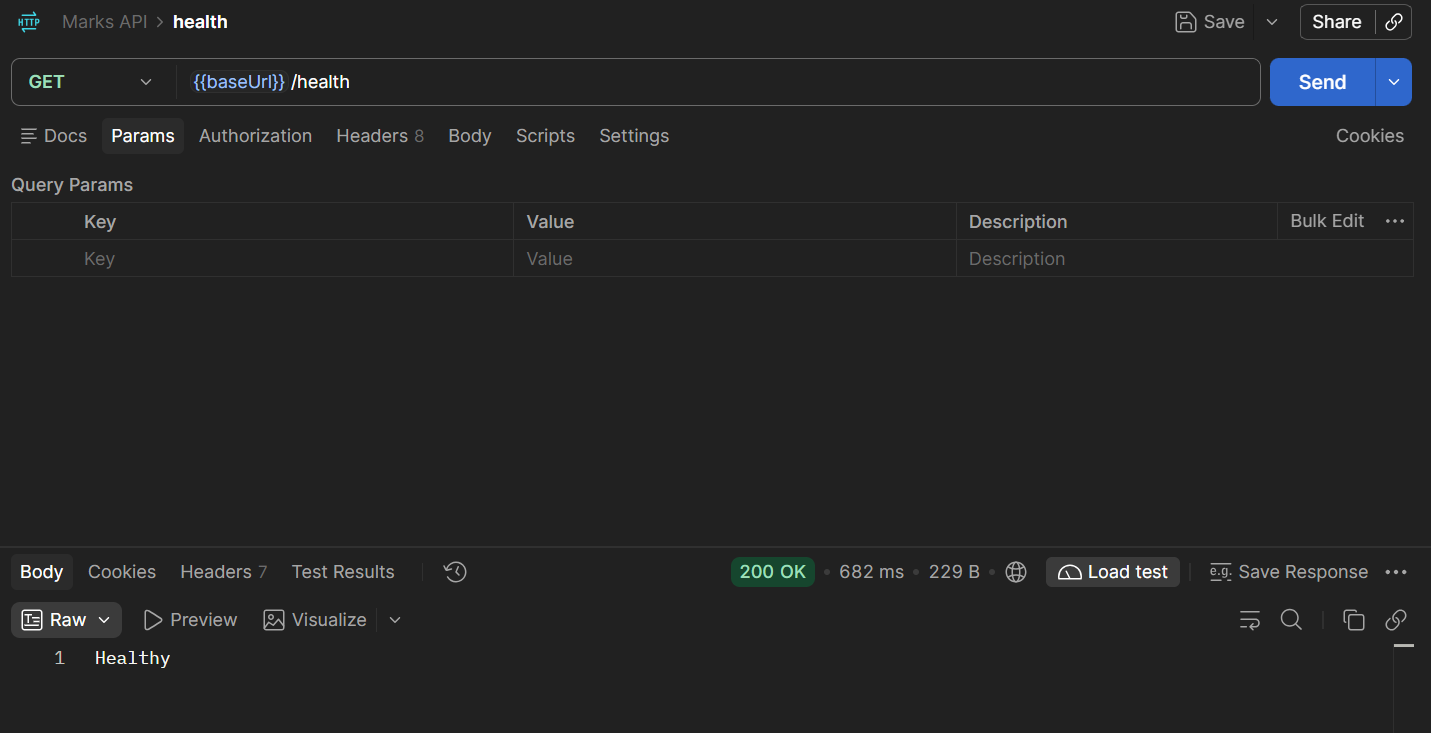 HTTP Marks API > health Save Share
GET {{baseUrl}} /health Send
Docs Params Authorization Headers 8 Body Scripts Settings Cookies
Query Params
Key Value Description Bulk Edit
Key Value Description
Body Cookies Headers 7 Test Results 200 OK • 682 ms • 229 B • Load test e.g. Save Response
Raw Preview Visualize
1 Healthy